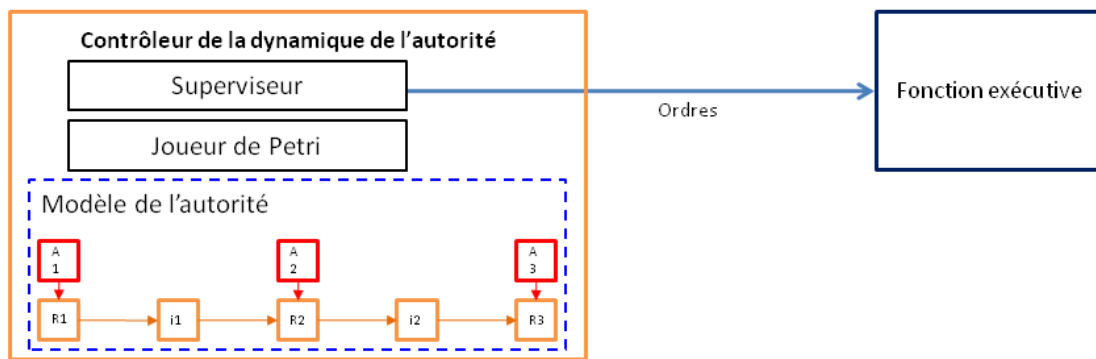 Contrôleur de la dynamique de l'autorité
Superviseur
Fonction exécutive
Ordres
Joueur de Petri
Modèle de l'autorité
A
1
A
2
A
3
R1
i1
R2
i2
R3